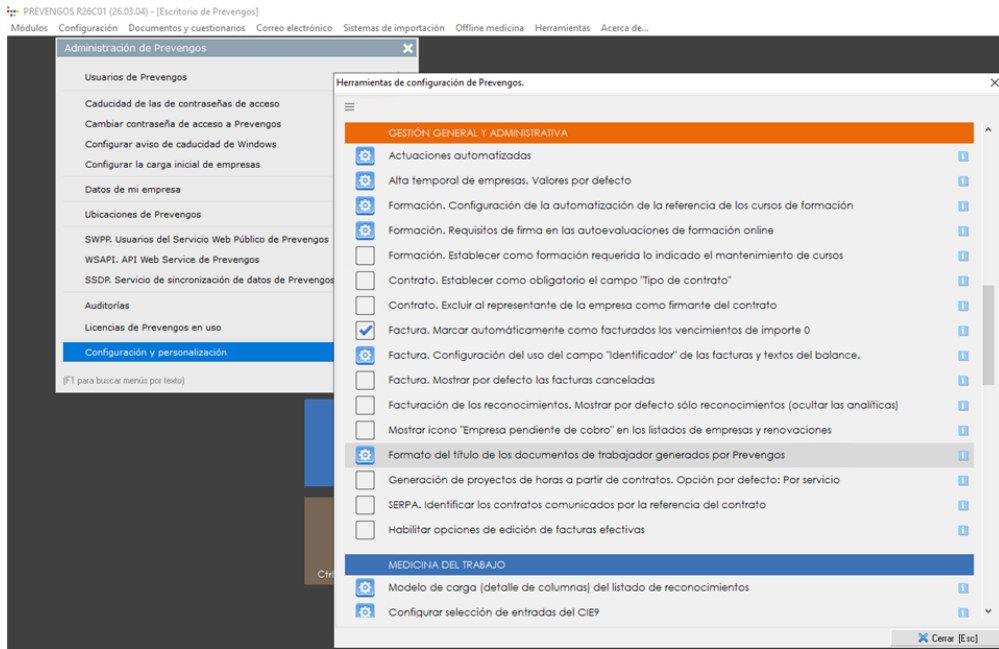 PREVENGOS R26C01 (26.03.04) - [Escritorio de Prevengos]
Módulos Configuración Documentos y cuestionarios Correo electrónico Sistemas de importación Offline medicina Herramientas Acerca de...
Administración de Prevengos
Usuarios de Prevengos
Caducidad de las de contraseñas de acceso
Cambiar contraseña de acceso a Prevengos
Configurar aviso de caducidad de Windows
Configurar la carga inicial de empresas
Datos de mi empresa
Ubicaciones de Prevengos
SWPP. Usuarios del Servicio Web Público de Prevengos
WSAPI. API Web Service de Prevengos
SSDP. Servicio de sincronización de datos de Prevengos
Auditorías
Licencias de Prevengos en uso
Configuración y personalización
(F1 para buscar menús por texto)
Ctrl
Herramientas de configuración de Prevengos.
GESTIÓN GENERAL Y ADMINISTRATIVA
Actuaciones automatizadas
Alta temporal de empresas. Valores por defecto
Formación. Configuración de la automatización de la referencia de los cursos de formación
Formación. Requisitos de firma en las autoevaluaciones de formación online
Formación. Establecer como formación requerida lo indicado el mantenimiento de cursos
Contrato. Establecer como obligatorio el campo "Tipo de contrato"
Contrato. Excluir al representante de la empresa como firmante del contrato
Factura. Marcar automáticamente como facturados los vencimientos de importe 0
Factura. Configuración del uso del campo "Identificador" de las facturas y textos del balance.
Factura. Mostrar por defecto las facturas canceladas
Facturación de los reconocimientos. Mostrar por defecto sólo reconocimientos (ocultar las analíticas)
Mostrar icono "Empresa pendiente de cobro" en los listados de empresas y renovaciones
Formato del título de los documentos de trabajador generados por Prevengos
Generación de proyectos de horas a partir de contratos. Opción por defecto: Por servicio
SERPA. Identificar los contratos comunicados por la referencia del contrato
Habilitar opciones de edición de facturas efectivas
MEDICINA DEL TRABAJO
Modelo de carga (detalle de columnas) del listado de reconocimientos
Configurar selección de entradas del CIE9
Cerrar [Esc]